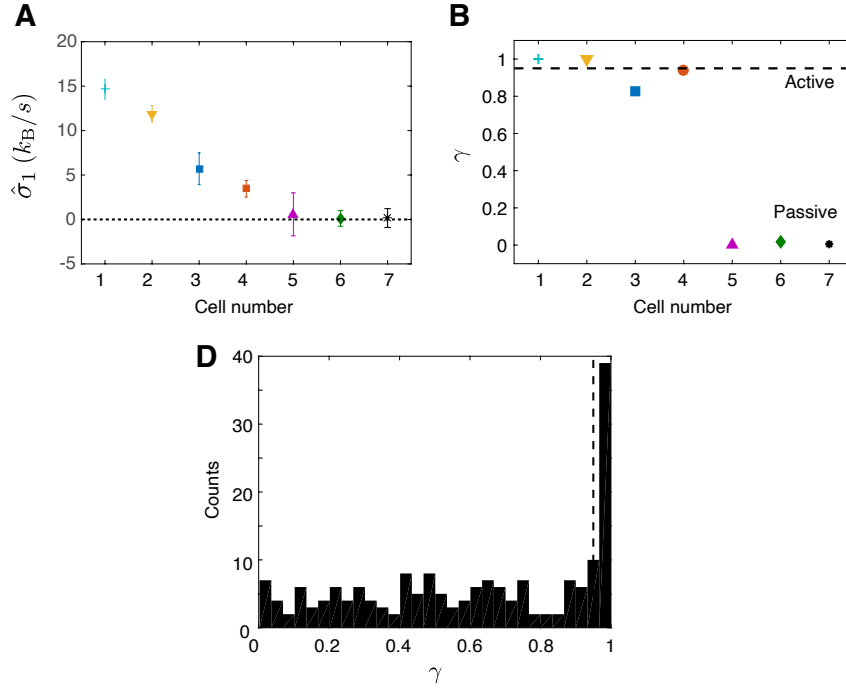 A
20
15
10
5
0
-5
σ̂₁ (k_B/s)
1 2 3 4 5 6 7
Cell number
B
1
0.8
0.6
0.4
0.2
0
γ
Active
Passive
1 2 3 4 5 6 7
Cell number
D
40
30
20
10
0
Counts
0 0.2 0.4 0.6 0.8 1
γ